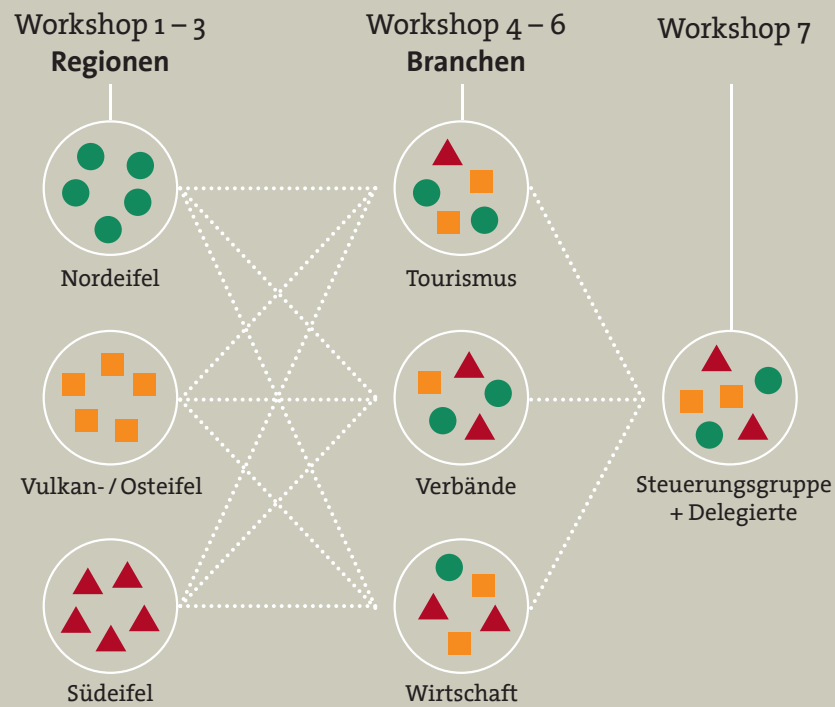 Workshop 1 – 3
Regionen
Workshop 4 – 6
Branchen
Workshop 7
Nordeifel
Tourismus
Vulkan- / Osteifel
Verbände
Steuerungsgruppe
+ Delegierte
Südeifel
Wirtschaft